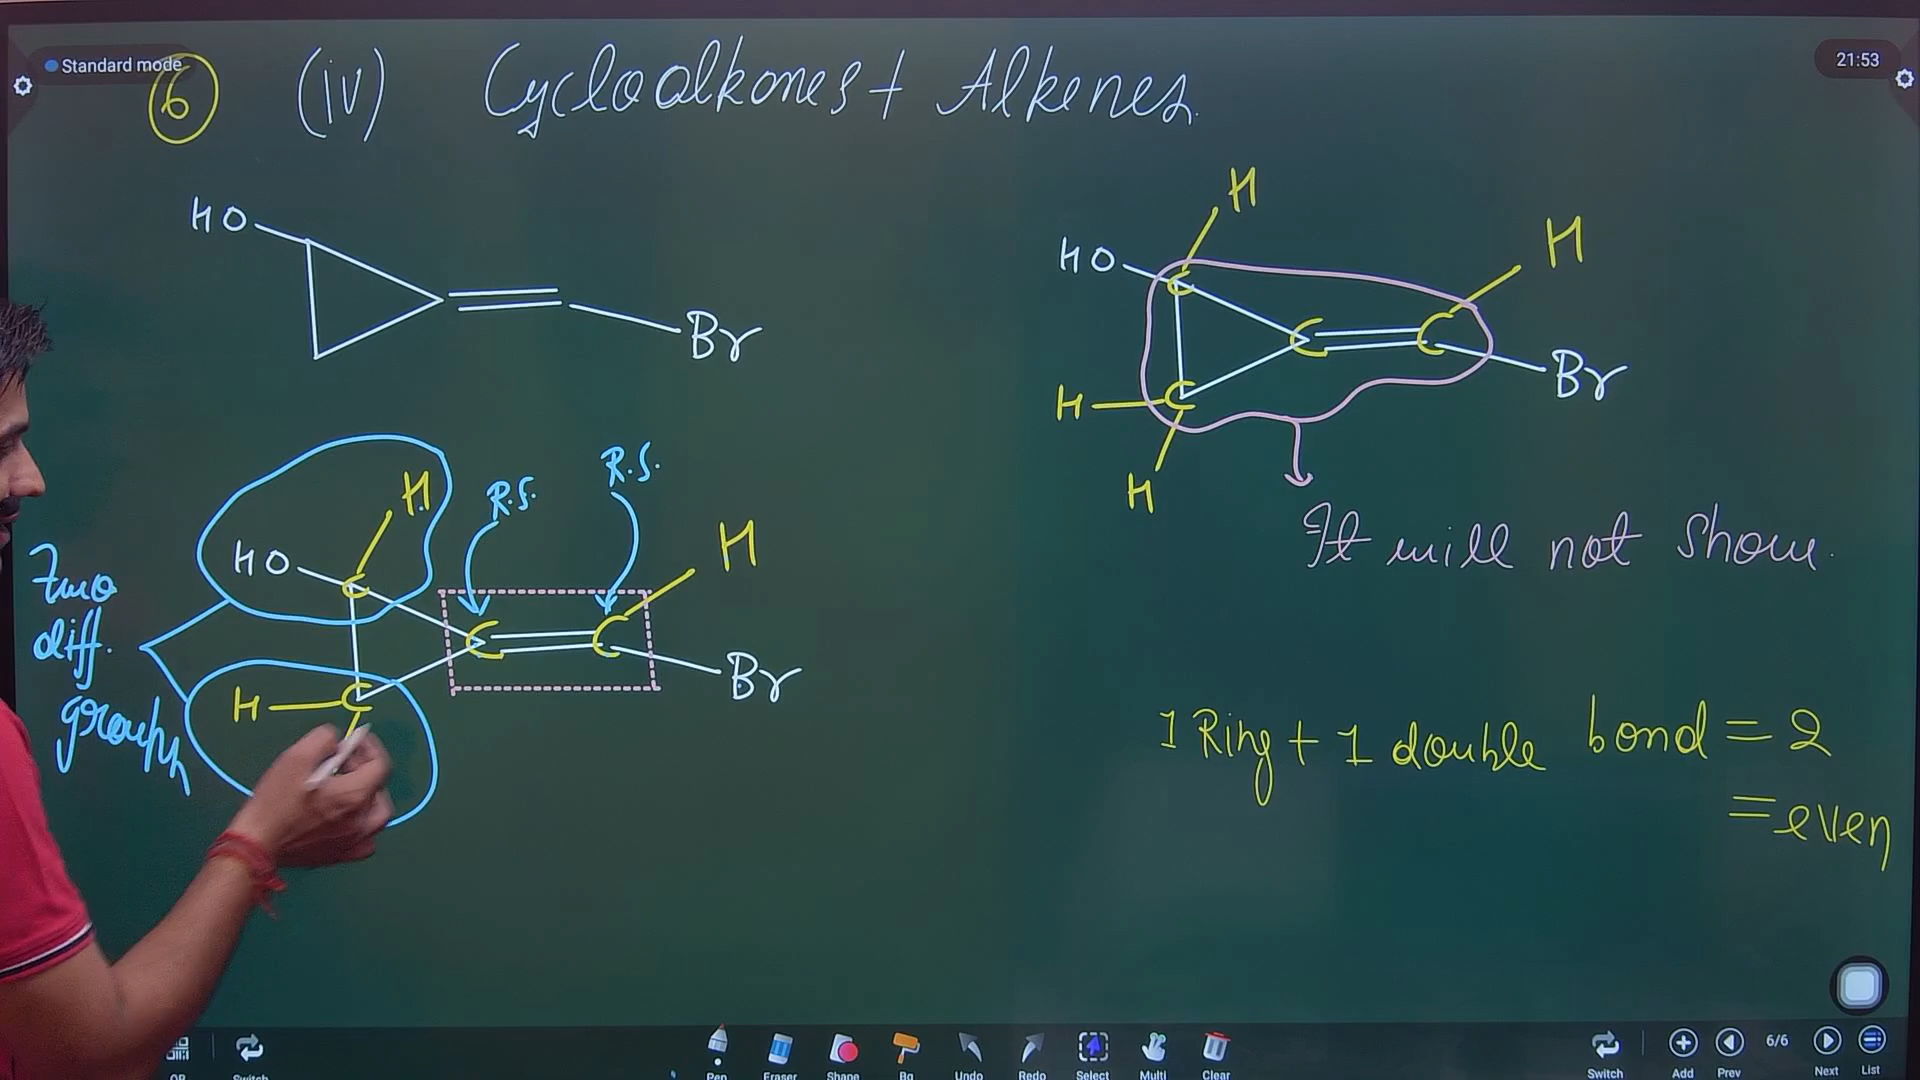 Standard mode
21:53
6 (iv) Cycloalkanes + Alkenes.
HO
Br
H
HO
H
C
C
C
C
H
H
Br
It will not show.
R.S.
R.S.
H
H
HO
C
C
C
H
C
Br
Two
diff.
groups
1 Ring + 1 double bond = 2
= even
QR
Switch
Pen
Eraser
Shape
Bg
Undo
Redo
Select
Multi
Clear
Switch
Add
Prev
6/6
Next
List